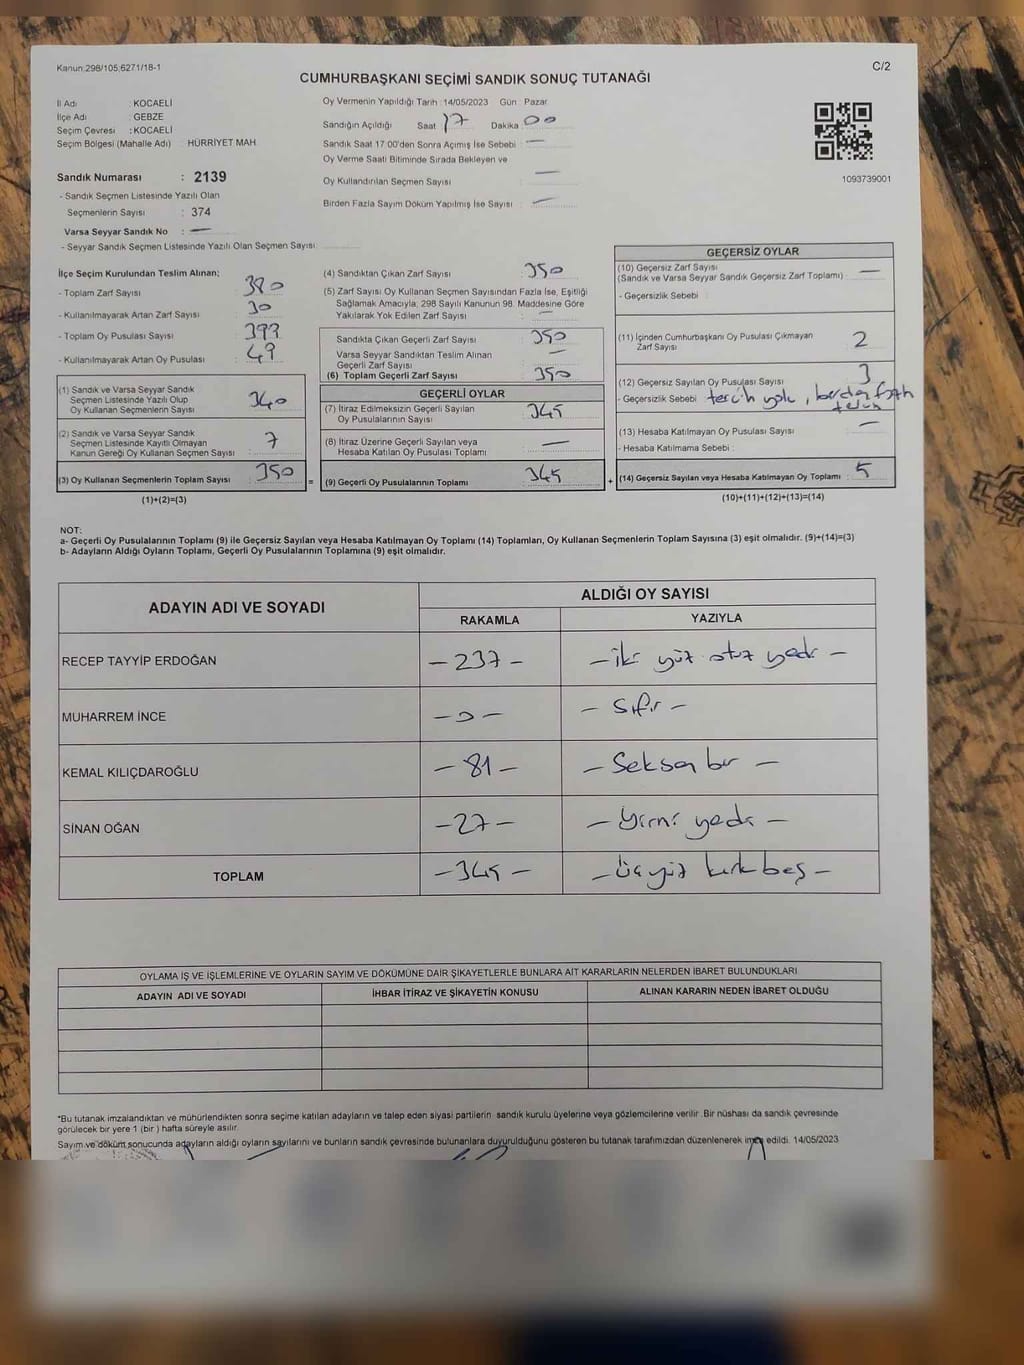 Kanun:298/105,6271/18-1
C/2
CUMHURBAŞKANI SEÇİMİ SANDIK SONUÇ TUTANAĞI
İl Adı : KOCAELİ
İlçe Adı : GEBZE
Seçim Çevresi : KOCAELİ
Seçim Bölgesi (Mahalle Adı) HÜRRİYET MAH
Sandık Numarası : 2139
- Sandık Seçmen Listesinde Yazılı Olan
Seçmenlerin Sayısı : 374
Varsa Seyyar Sandık No : —
- Seyyar Sandık Seçmen Listesinde Yazılı Olan Seçmen Sayısı:
Oy Vermenin Yapıldığı Tarih :14/05/2023 Gün : Pazar
Sandığın Açıldığı Saat 17 Dakika : 00
Sandık Saat 17:00'den Sonra Açımış İse Sebebi : —
Oy Verme Saati Bitiminde Sırada Bekleyen ve
Oy Kullandırılan Seçmen Sayısı : —
Birden Fazla Sayım Döküm Yapılmış İse Sayısı : —
1093739001
İlçe Seçim Kurulundan Teslim Alınan;
- Toplam Zarf Sayısı : 380
- Kullanılmayarak Artan Zarf Sayısı : 30
- Toplam Oy Pusulası Sayısı : 399
- Kullanılmayarak Artan Oy Pusulası : 49
(1) Sandık ve Varsa Seyyar Sandık
Seçmen Listesinde Yazılı Olup
Oy Kullanan Seçmenlerin Sayısı : 340
(2) Sandık ve Varsa Seyyar Sandık
Seçmen Listesinde Kayıtlı Olmayan
Kanun Gereği Oy Kullanan Seçmen Sayısı : 7
(3) Oy Kullanan Seçmenlerin Toplam Sayısı : 350
(1)+(2)=(3)
(4) Sandıktan Çıkan Zarf Sayısı : 350
(5) Zarf Sayısı Oy Kullanan Seçmen Sayısından Fazla İse, Eşitliği
Sağlamak Amacıyla; 298 Sayılı Kanunun 98. Maddesine Göre
Yakılarak Yok Edilen Zarf Sayısı : —
Sandıkta Çıkan Geçerli Zarf Sayısı : 350
Varsa Seyyar Sandıktan Teslim Alınan
Geçerli Zarf Sayısı : —
(6) Toplam Geçerli Zarf Sayısı : 350
GEÇERLİ OYLAR
(7) İtiraz Edilmeksizin Geçerli Sayılan
Oy Pusulalarının Sayısı : 345
(8) İtiraz Üzerine Geçerli Sayılan veya
Hesaba Katılan Oy Pusulası Toplamı : —
= (9) Geçerli Oy Pusulalarının Toplamı : 345
GEÇERSİZ OYLAR
(10) Geçersiz Zarf Sayısı
(Sandık ve Varsa Seyyar Sandık Geçersiz Zarf Toplamı) : —
- Geçersizlik Sebebi :
(11) İçinden Cumhurbaşkanı Oy Pusulası Çıkmayan
Zarf Sayısı : 2
(12) Geçersiz Sayılan Oy Pusulası Sayısı : 3
- Geçersizlik Sebebi : tercih yok,
(13) Hesaba Katılmayan Oy Pusulası Sayısı : —
- Hesaba Katılmama Sebebi :
+ (14) Geçersiz Sayılan veya Hesaba Katılmayan Oy Toplamı : 5
(10)+(11)+(12)+(13)=(14)
NOT:
a- Geçerli Oy Pusulalarının Toplamı (9) ile Geçersiz Sayılan veya Hesaba Katılmayan Oy Toplamı (14) Toplamları, Oy Kullanan Seçmenlerin Toplam Sayısına (3) eşit olmalıdır. (9)+(14)=(3)
b- Adayların Aldığı Oyların Toplamı, Geçerli Oy Pusulalarının Toplamına (9) eşit olmalıdır.
ADAYIN ADI VE SOYADI ALDIĞI OY SAYISI
RAKAMLA YAZIYLA
RECEP TAYYİP ERDOĞAN – 237 – – iki yüz otuz yedi –
MUHARREM İNCE – 0 – – sıfır –
KEMAL KILIÇDAROĞLU – 81 – – Seksen bir –
SİNAN OĞAN – 27 – – Yirmi yedi –
TOPLAM – 345 – – üçyüz kırk beş –
OYLAMA İŞ VE İŞLEMLERİNE VE OYLARIN SAYIM VE DÖKÜMÜNE DAİR ŞİKAYETLERLE BUNLARA AİT KARARLARIN NELERDEN İBARET BULUNDUKLARI
ADAYIN ADI VE SOYADI İHBAR İTİRAZ VE ŞİKAYETİN KONUSU ALINAN KARARIN NEDEN İBARET OLDUĞU
*Bu tutanak imzalandıktan ve mühürlendikten sonra seçime katılan adayların ve talep eden siyasi partilerin sandık kurulu üyelerine veya gözlemcilerine verilir. Bir nüshası da sandık çevresinde
görülecek bir yere 1 (bir) hafta süreyle asılır.
Sayım ve döküm sonucunda adayların aldığı oyların sayılarını ve bunların sandık çevresinde bulunanlara duyurulduğunu gösteren bu tutanak tarafımızdan düzenlenerek imza edildi. 14/05/2023